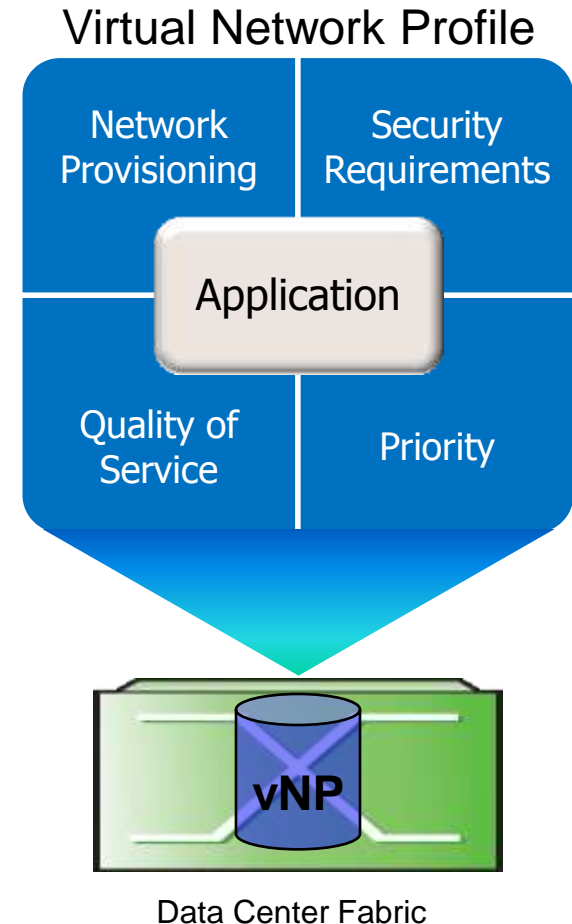 Virtual Network Profile
Network
Provisioning
Security
Requirements
Application
Quality of
Service
Priority
vNP
Data Center Fabric